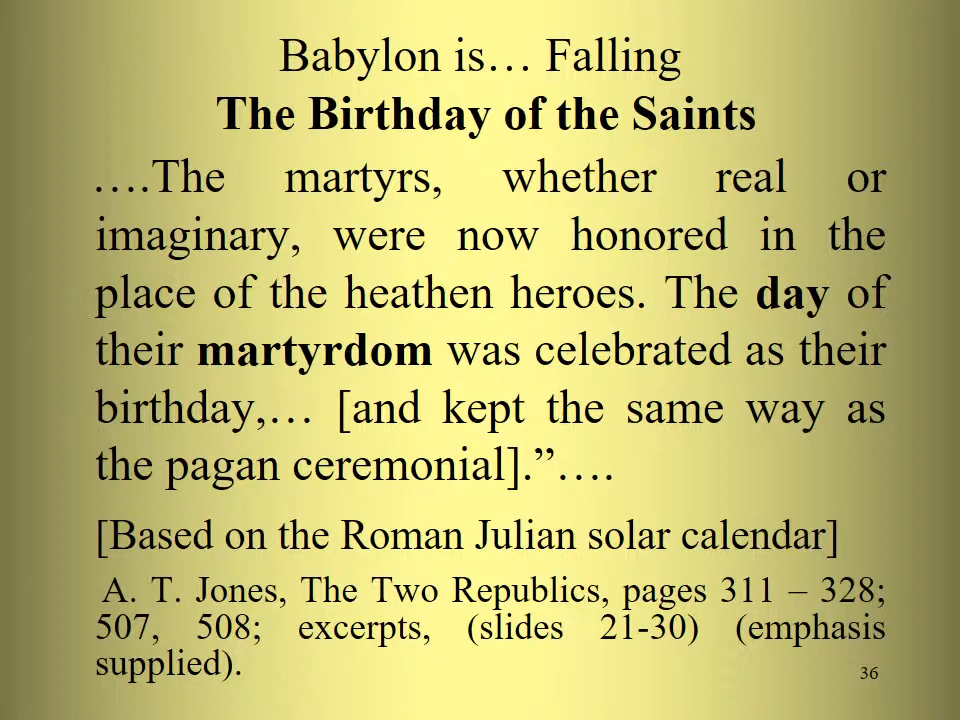 Babylon is… Falling
The Birthday of the Saints
….The martyrs, whether real or
imaginary, were now honored in the
place of the heathen heroes. The day of
their martyrdom was celebrated as their
birthday,… [and kept the same way as
the pagan ceremonial].”….
[Based on the Roman Julian solar calendar]
A. T. Jones, The Two Republics, pages 311 – 328;
507, 508; excerpts, (slides 21-30) (emphasis
supplied).
36